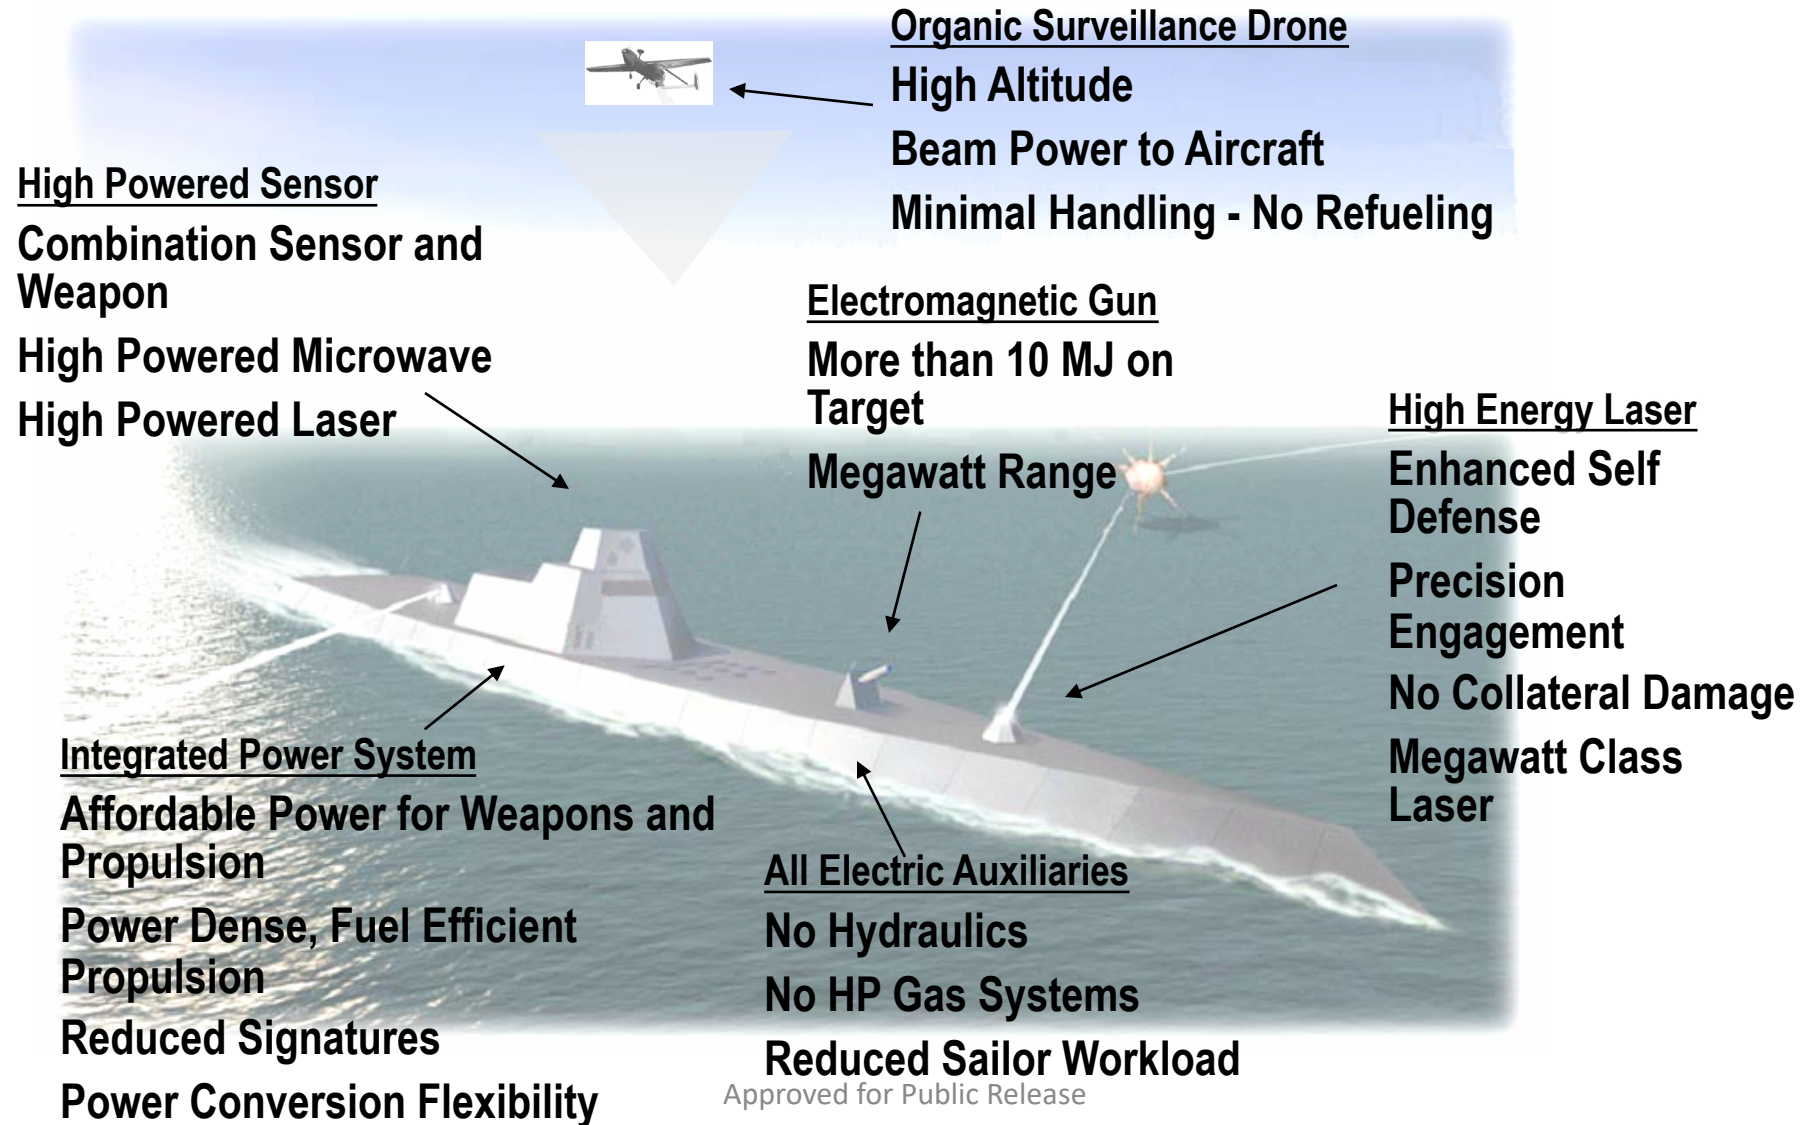 Organic Surveillance Drone
High Altitude
Beam Power to Aircraft
Minimal Handling - No Refueling
High Powered Sensor
Combination Sensor and
Weapon
High Powered Microwave
High Powered Laser
Electromagnetic Gun
More than 10 MJ on
Target
Megawatt Range
High Energy Laser
Enhanced Self
Defense
Precision
Engagement
No Collateral Damage
Megawatt Class
Laser
Integrated Power System
Affordable Power for Weapons and
Propulsion
Power Dense, Fuel Efficient
Propulsion
Reduced Signatures
Power Conversion Flexibility
All Electric Auxiliaries
No Hydraulics
No HP Gas Systems
Reduced Sailor Workload
Approved for Public Release